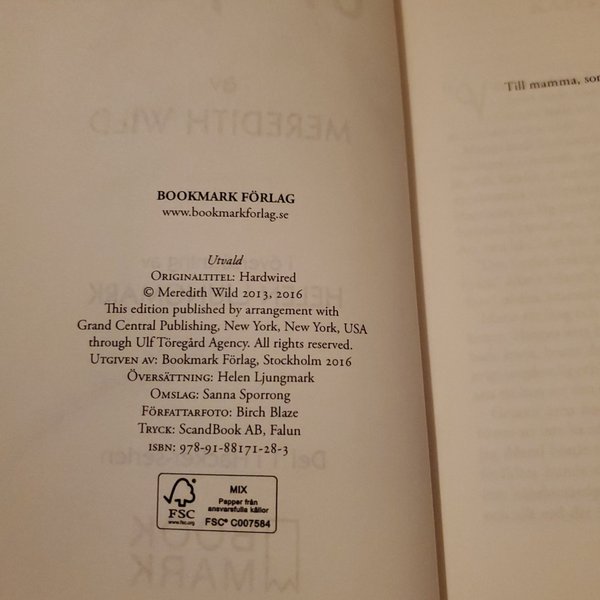 BOOKMARK FÖRLAG
www.bookmarkforlag.se
Utvald
ORIGINALTITEL: Hardwired
© Meredith Wild 2013, 2016
This edition published by arrangement with
Grand Central Publishing, New York, New York, USA
through Ulf Töregård Agency. All rights reserved.
UTGIVEN AV: Bookmark Förlag, Stockholm 2016
ÖVERSÄTTNING: Helen Ljungmark
OMSLAG: Sanna Sporrong
FÖRFATTARFOTO: Birch Blaze
TRYCK: ScandBook AB, Falun
ISBN: 978-91-88171-28-3
FSC
www.fsc.org
MIX
Papper från
ansvarsfulla källor
FSC® C007584
Till mamma, som